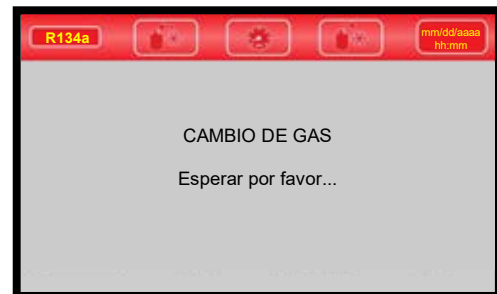 R134a
mm/dd/aaaa
hh:mm
CAMBIO DE GAS
Esperar por favor...